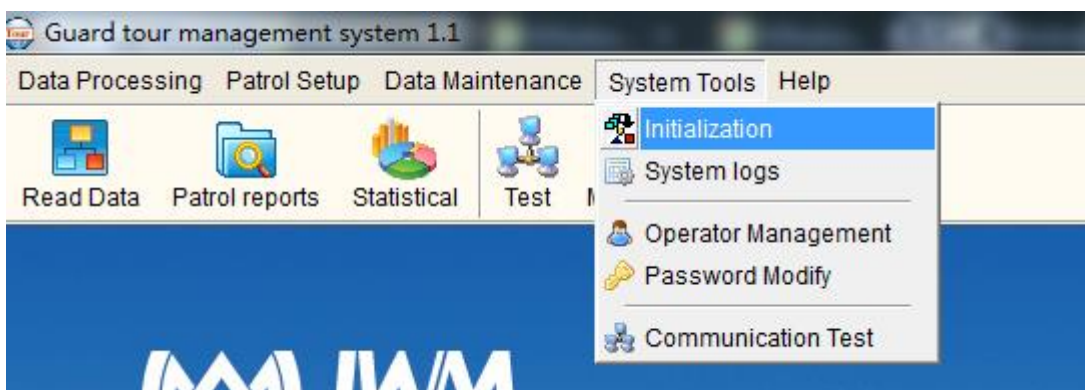 Guard tour management system 1.1
Data Processing Patrol Setup Data Maintenance System Tools Help
Read Data Patrol reports Statistical Test
Initialization
System logs
Operator Management
Password Modify
Communication Test
JWM